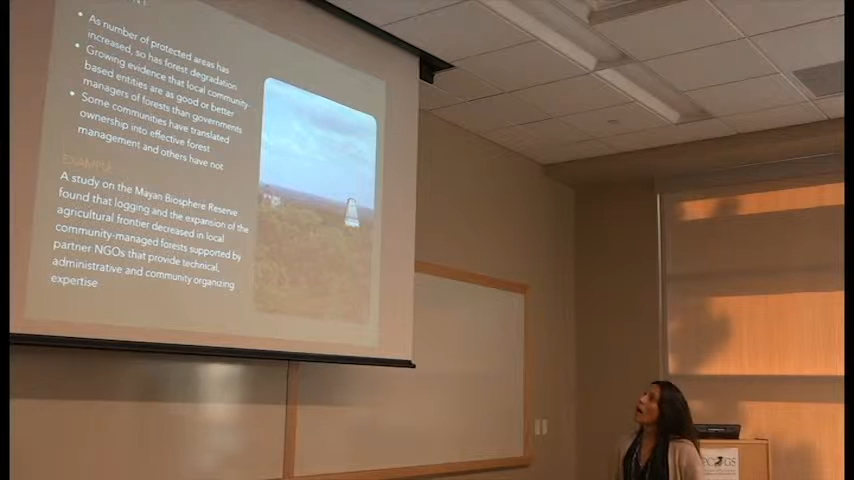 • As number of protected areas has
increased, so has forest degradation
• Growing evidence that local community
based entities are as good or better
managers of forests than governments
• Some communities have translated
ownership into effective forest
management and others have not
EXAMPLE
A study on the Mayan Biosphere Reserve
found that logging and the expansion of the
agricultural frontier decreased in local
community-managed forests supported by
partner NGOs that provide technical,
administrative and community organizing
expertise